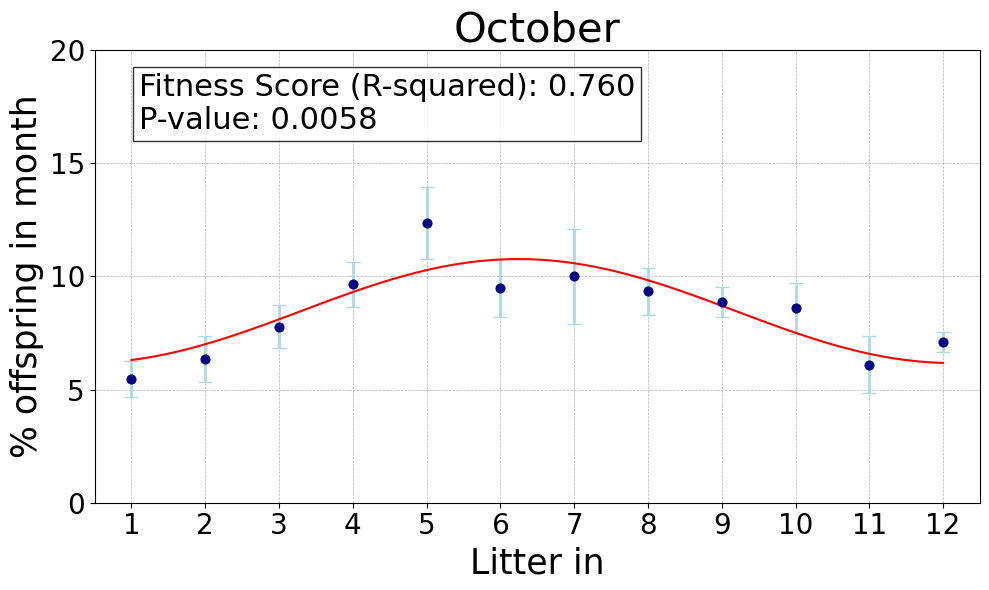 October
Fitness Score (R-squared): 0.760
P-value: 0.0058
% offspring in month
20
15
10
5
0
1 2 3 4 5 6 7 8 9 10 11 12
Litter in